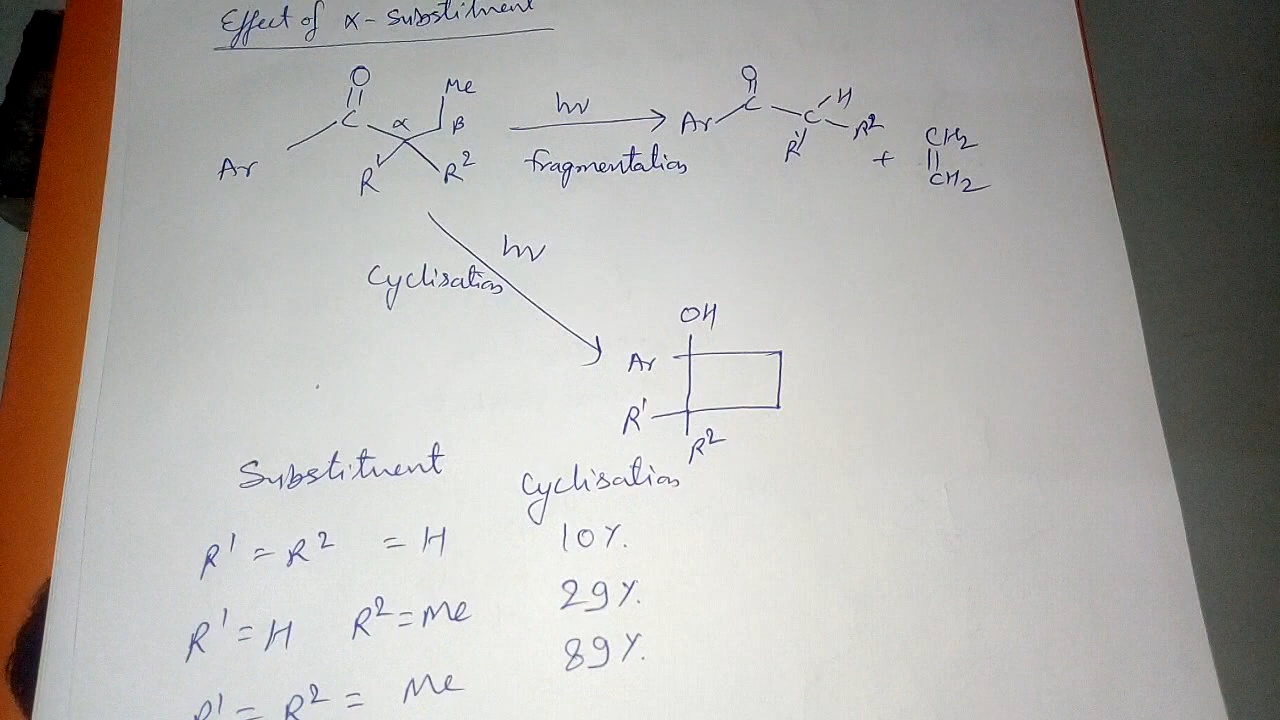 Effect of α-Substituent
O
||
C
Ar
α
Me
β
R¹
R²
hν
fragmentation
O
||
C
Ar
C
H
R¹
R²
+
CH2
||
CH2
hν
Cyclisation
OH
Ar
R¹
R²
Substituent Cyclisation
R¹ = R² = H 10%.
R¹ = H R² = Me 29%.
R¹ = R² = Me 89%.